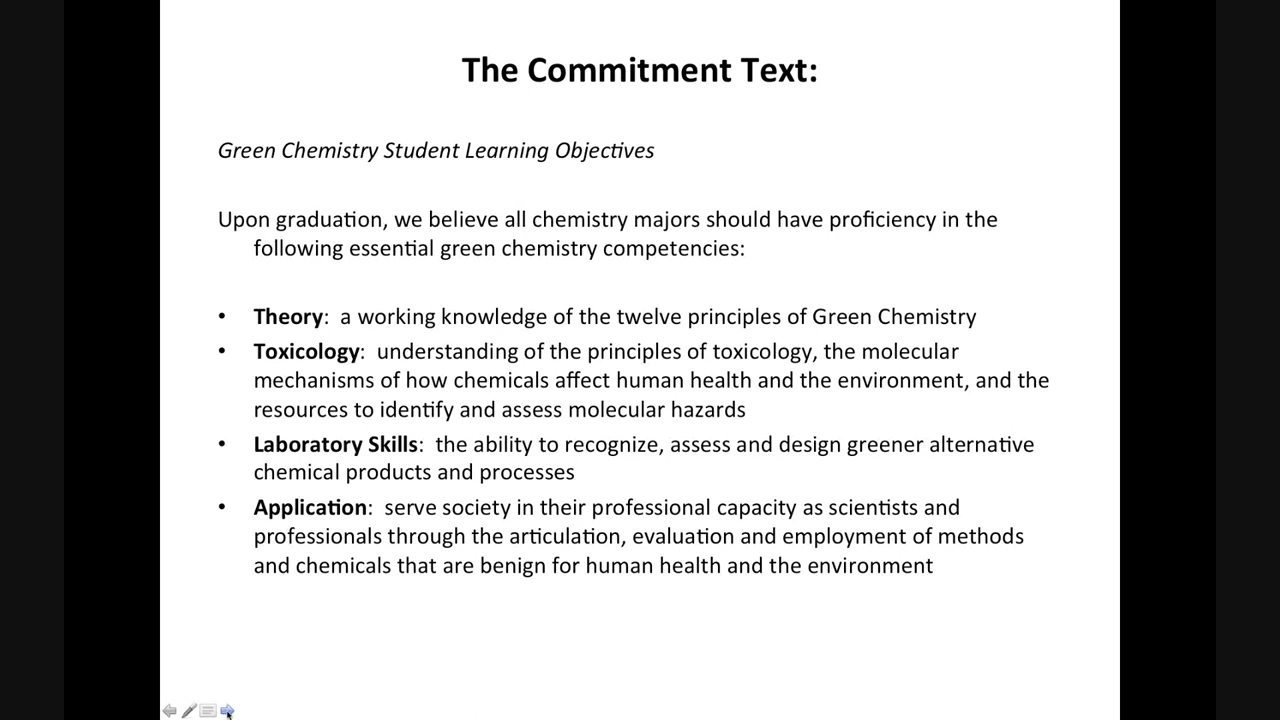 The Commitment Text:
Green Chemistry Student Learning Objectives
Upon graduation, we believe all chemistry majors should have proficiency in the
following essential green chemistry competencies:
• Theory:  a working knowledge of the twelve principles of Green Chemistry
• Toxicology:  understanding of the principles of toxicology, the molecular
mechanisms of how chemicals affect human health and the environment, and the
resources to identify and assess molecular hazards
• Laboratory Skills:  the ability to recognize, assess and design greener alternative
chemical products and processes
• Application:  serve society in their professional capacity as scientists and
professionals through the articulation, evaluation and employment of methods
and chemicals that are benign for human health and the environment